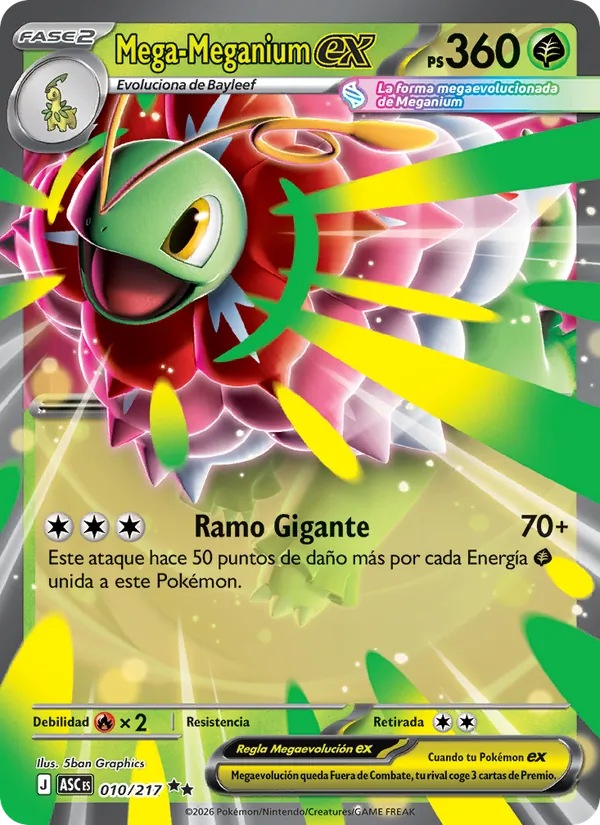 FASE 2
Mega-Meganium ex
PS 360
Evoluciona de Bayleef
La forma megaevolucionada
de Meganium
Ramo Gigante 70+
Este ataque hace 50 puntos de daño más por cada Energía
unida a este Pokémon.
Debilidad ×2 Resistencia Retirada
Ilus. 5ban Graphics
Regla Megaevolución ex Cuando tu Pokémon ex
Megaevolución queda Fuera de Combate, tu rival coge 3 cartas de Premio.
J ASC ES 010/217
©2026 Pokémon/Nintendo/Creatures/GAME FREAK